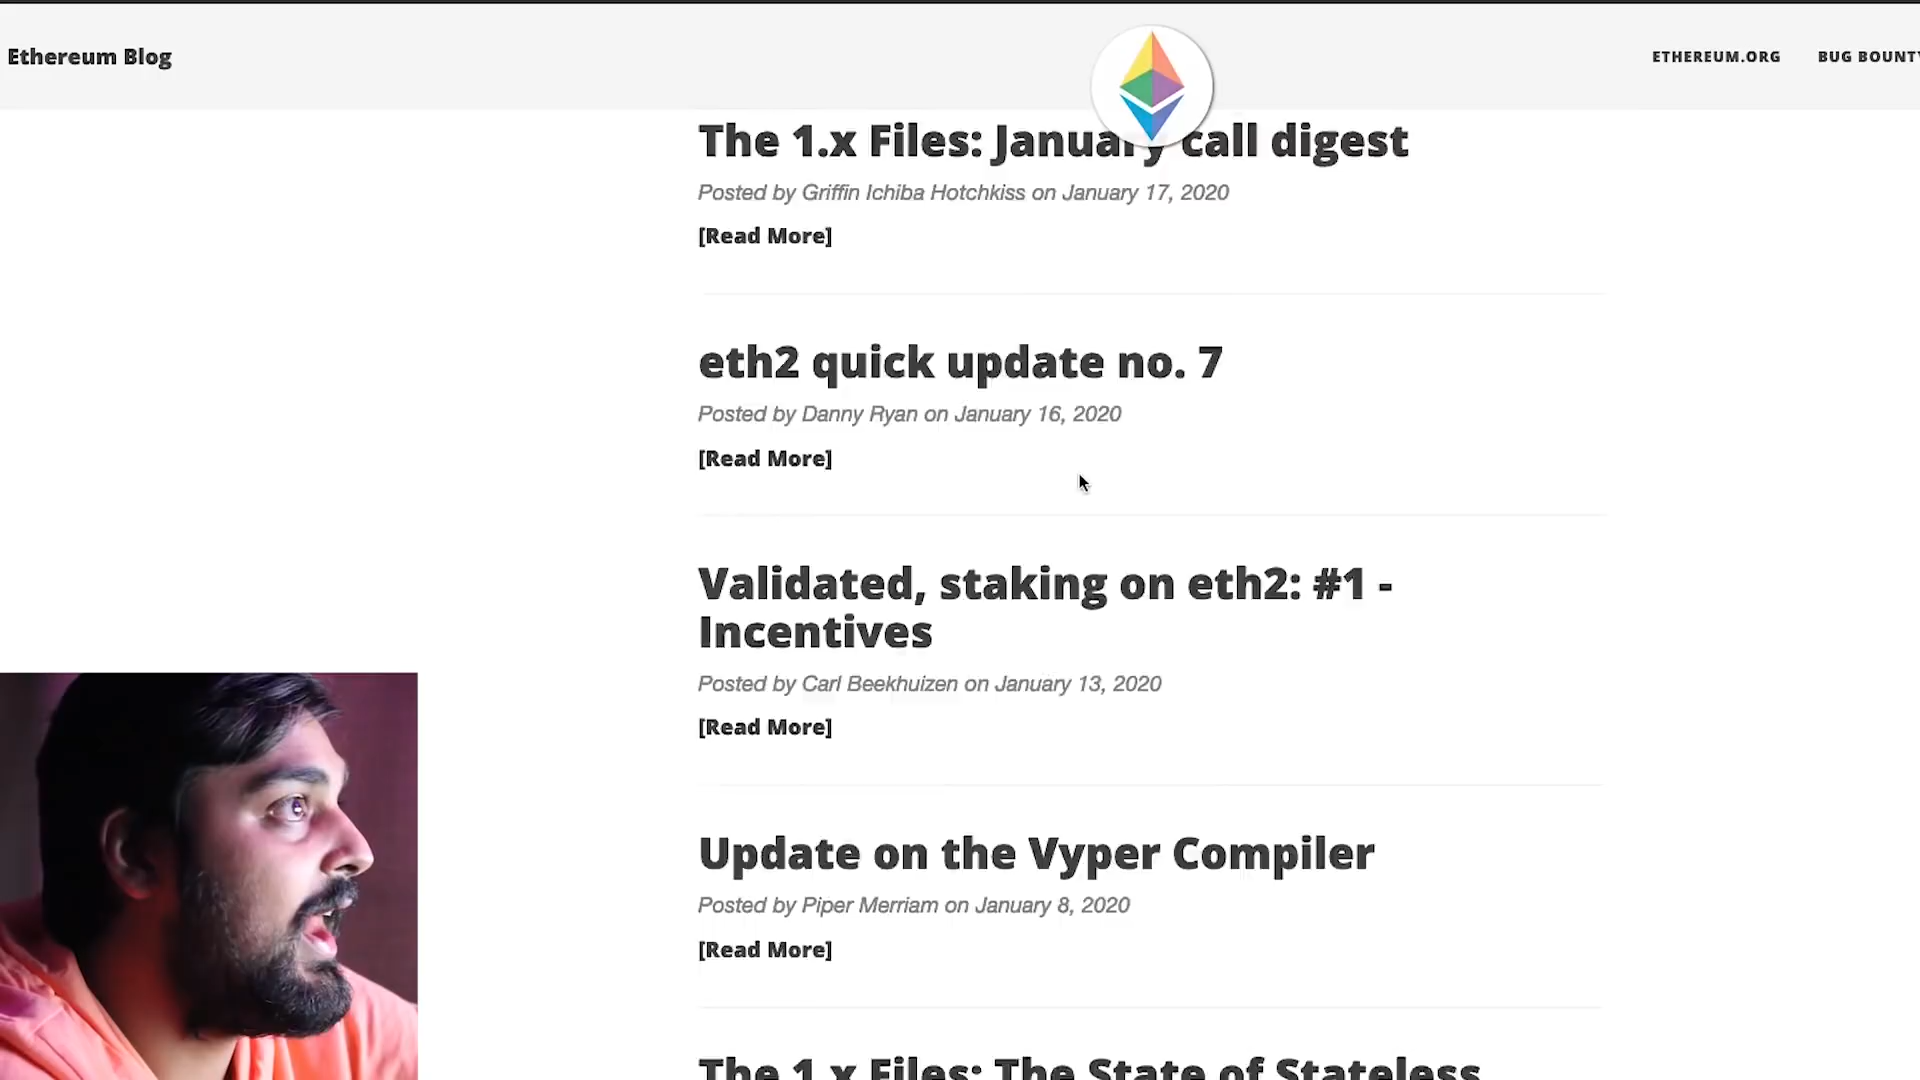 Ethereum Blog
ETHEREUM.ORG
BUG BOUNTY
The 1.x Files: January call digest
Posted by Griffin Ichiba Hotchkiss on January 17, 2020
[Read More]
eth2 quick update no. 7
Posted by Danny Ryan on January 16, 2020
[Read More]
Validated, staking on eth2: #1 -
Incentives
Posted by Carl Beekhuizen on January 13, 2020
[Read More]
Update on the Vyper Compiler
Posted by Piper Merriam on January 8, 2020
[Read More]
The 1.x Files: The State of Stateless